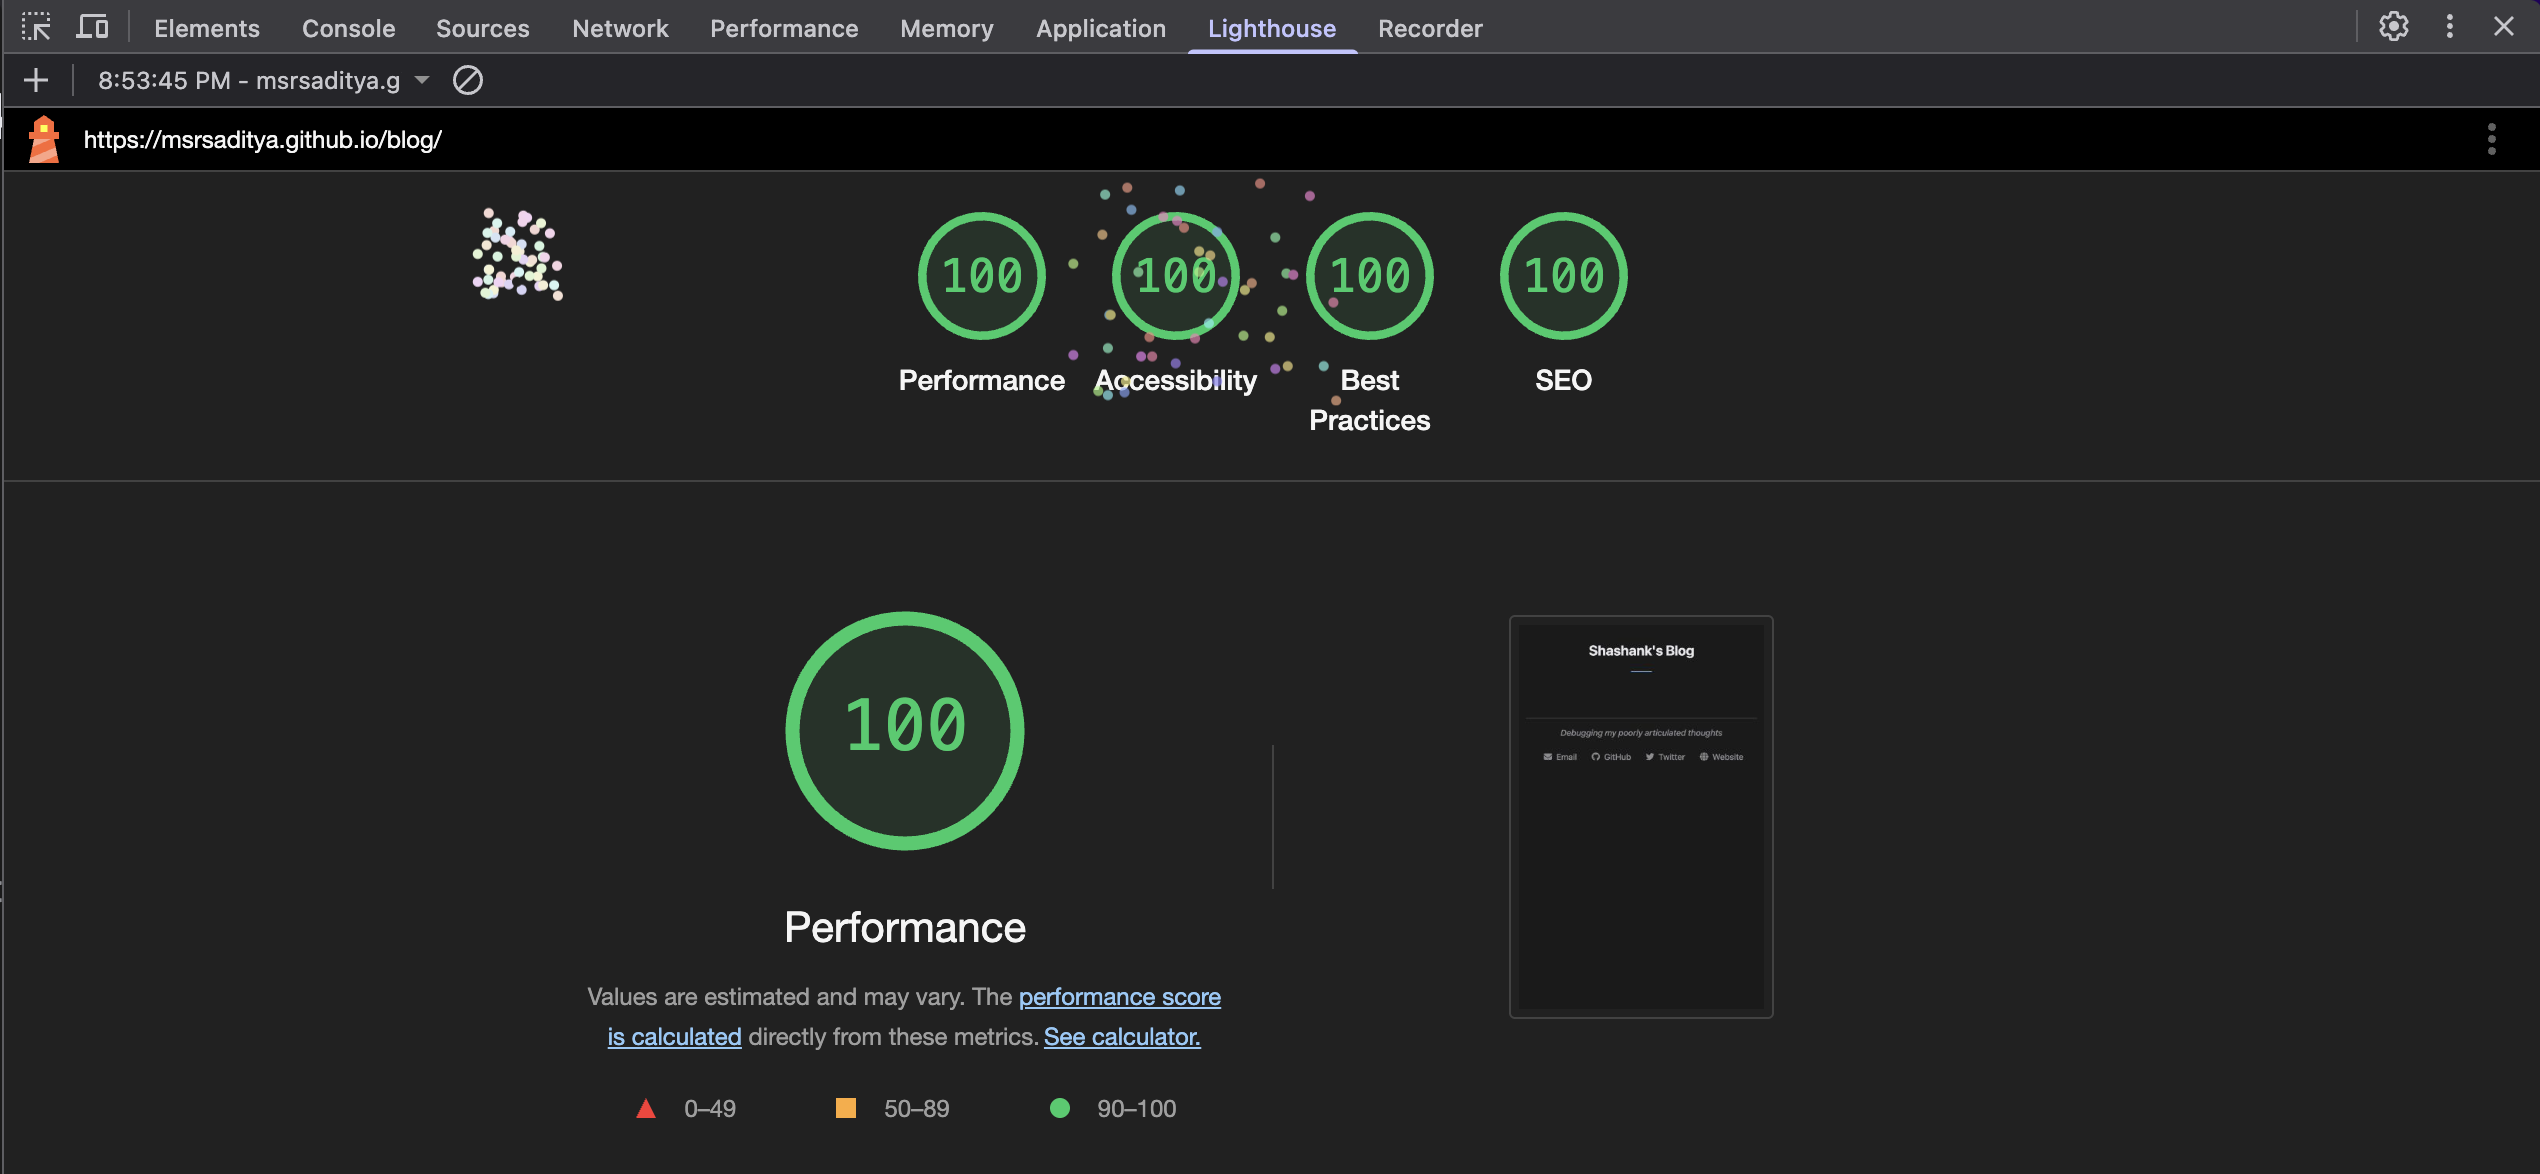 Elements Console Sources Network Performance Memory Application Lighthouse Recorder
8:53:45 PM - msrsaditya.g
https://msrsaditya.github.io/blog/
100 100 100 100
Performance Accessibility Best Practices SEO
100
Performance
Values are estimated and may vary. The performance score
is calculated directly from these metrics. See calculator.
0–49 50–89 90–100
Shashank's Blog
Debugging my poorly articulated thoughts
Email GitHub Twitter Website